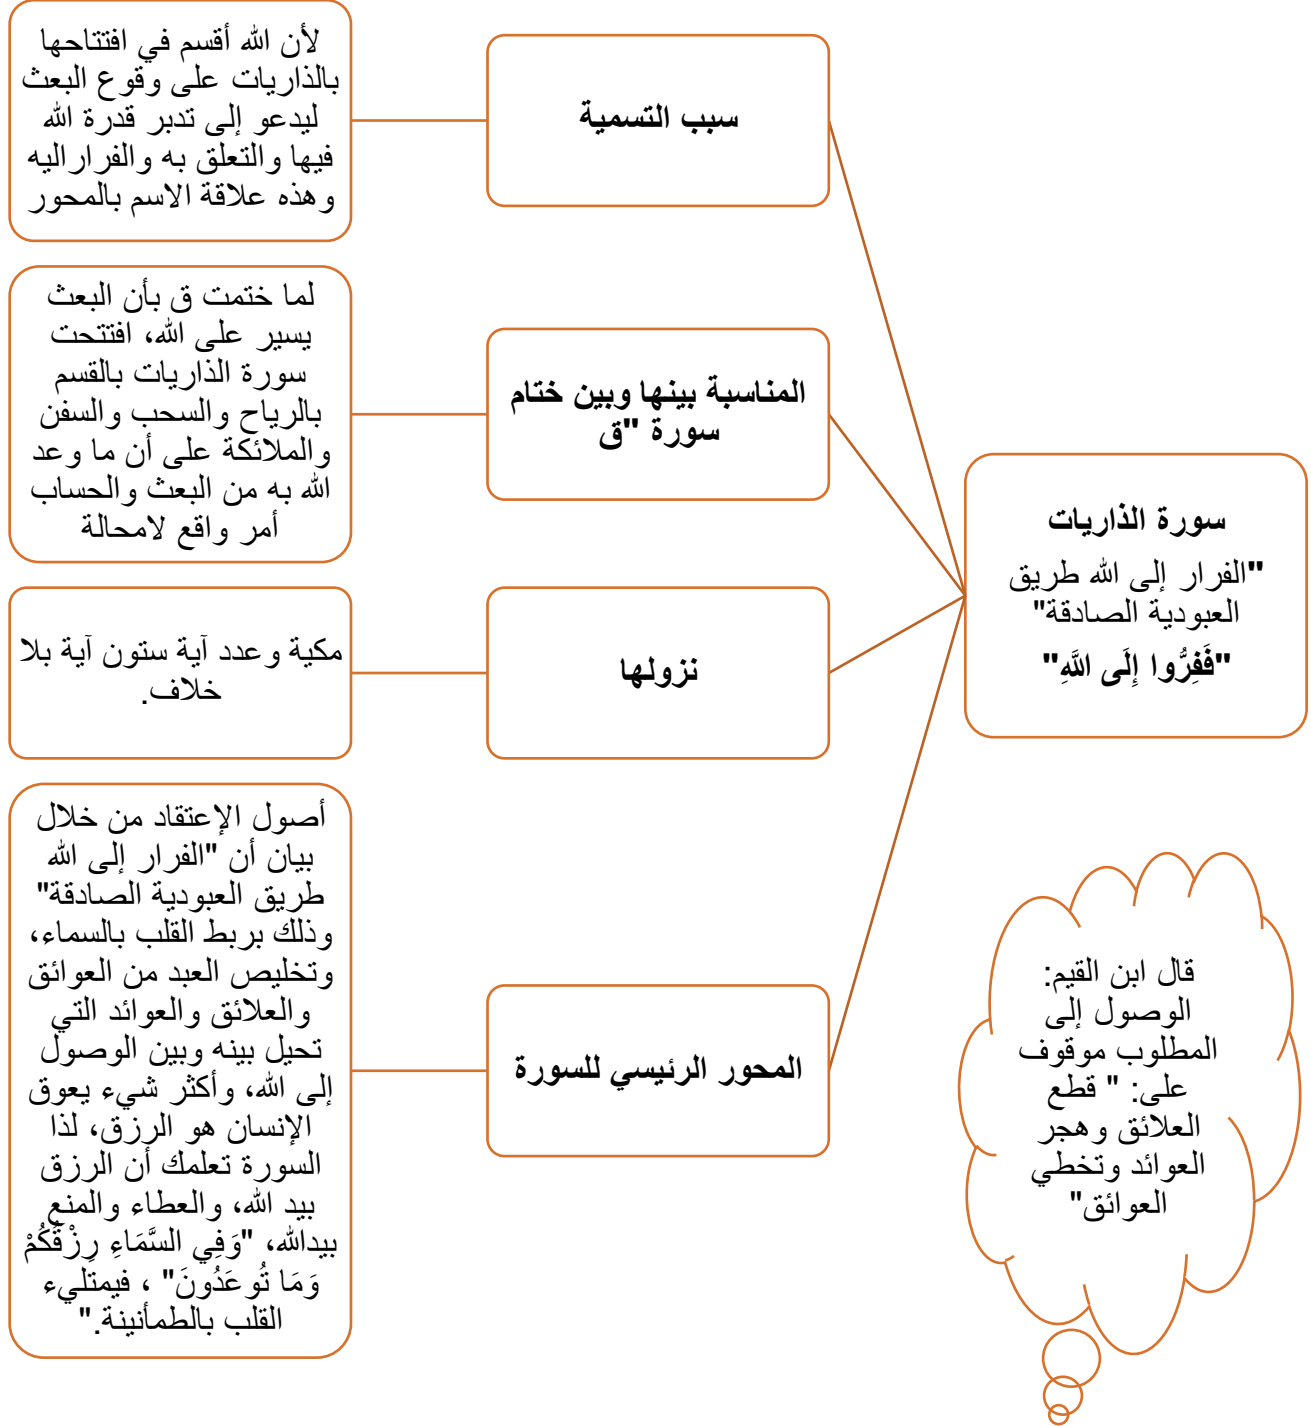 سورة الذاريات
"الفرار إلى الله طريق
العبودية الصادقة"
"فَفِرُّوا إِلَى اللَّهِ"
سبب التسمية
لأن الله أقسم في افتتاحها
بالذاريات على وقوع البعث
ليدعو إلى تدبر قدرة الله
فيها والتعلق به والفراراليه
وهذه علاقة الاسم بالمحور
المناسبة بينها وبين ختام
سورة "ق
لما ختمت ق بأن البعث
يسير على الله، افتتحت
سورة الذاريات بالقسم
بالرياح والسحب والسفن
والملائكة على أن ما وعد
الله به من البعث والحساب
أمر واقع لامحالة
نزولها
مكية وعدد آية ستون آية بلا
خلاف.
المحور الرئيسي للسورة
أصول الإعتقاد من خلال
بيان أن "الفرار إلى الله
طريق العبودية الصادقة"
وذلك بربط القلب بالسماء،
وتخليص العبد من العوائق
والعلائق والعوائد التي
تحيل بينه وبين الوصول
إلى الله، وأكثر شيء يعوق
الإنسان هو الرزق، لذا
السورة تعلمك أن الرزق
بيد الله، والعطاء والمنع
بيدالله، "وَفِي السَّمَاءِ رِزْقُكُمْ
وَمَا تُوعَدُونَ" ، فيمتليء
القلب بالطمأنينة."
قال ابن القيم:
الوصول إلى
المطلوب موقوف
على: " قطع
العلائق وهجر
العوائد وتخطي
العوائق"